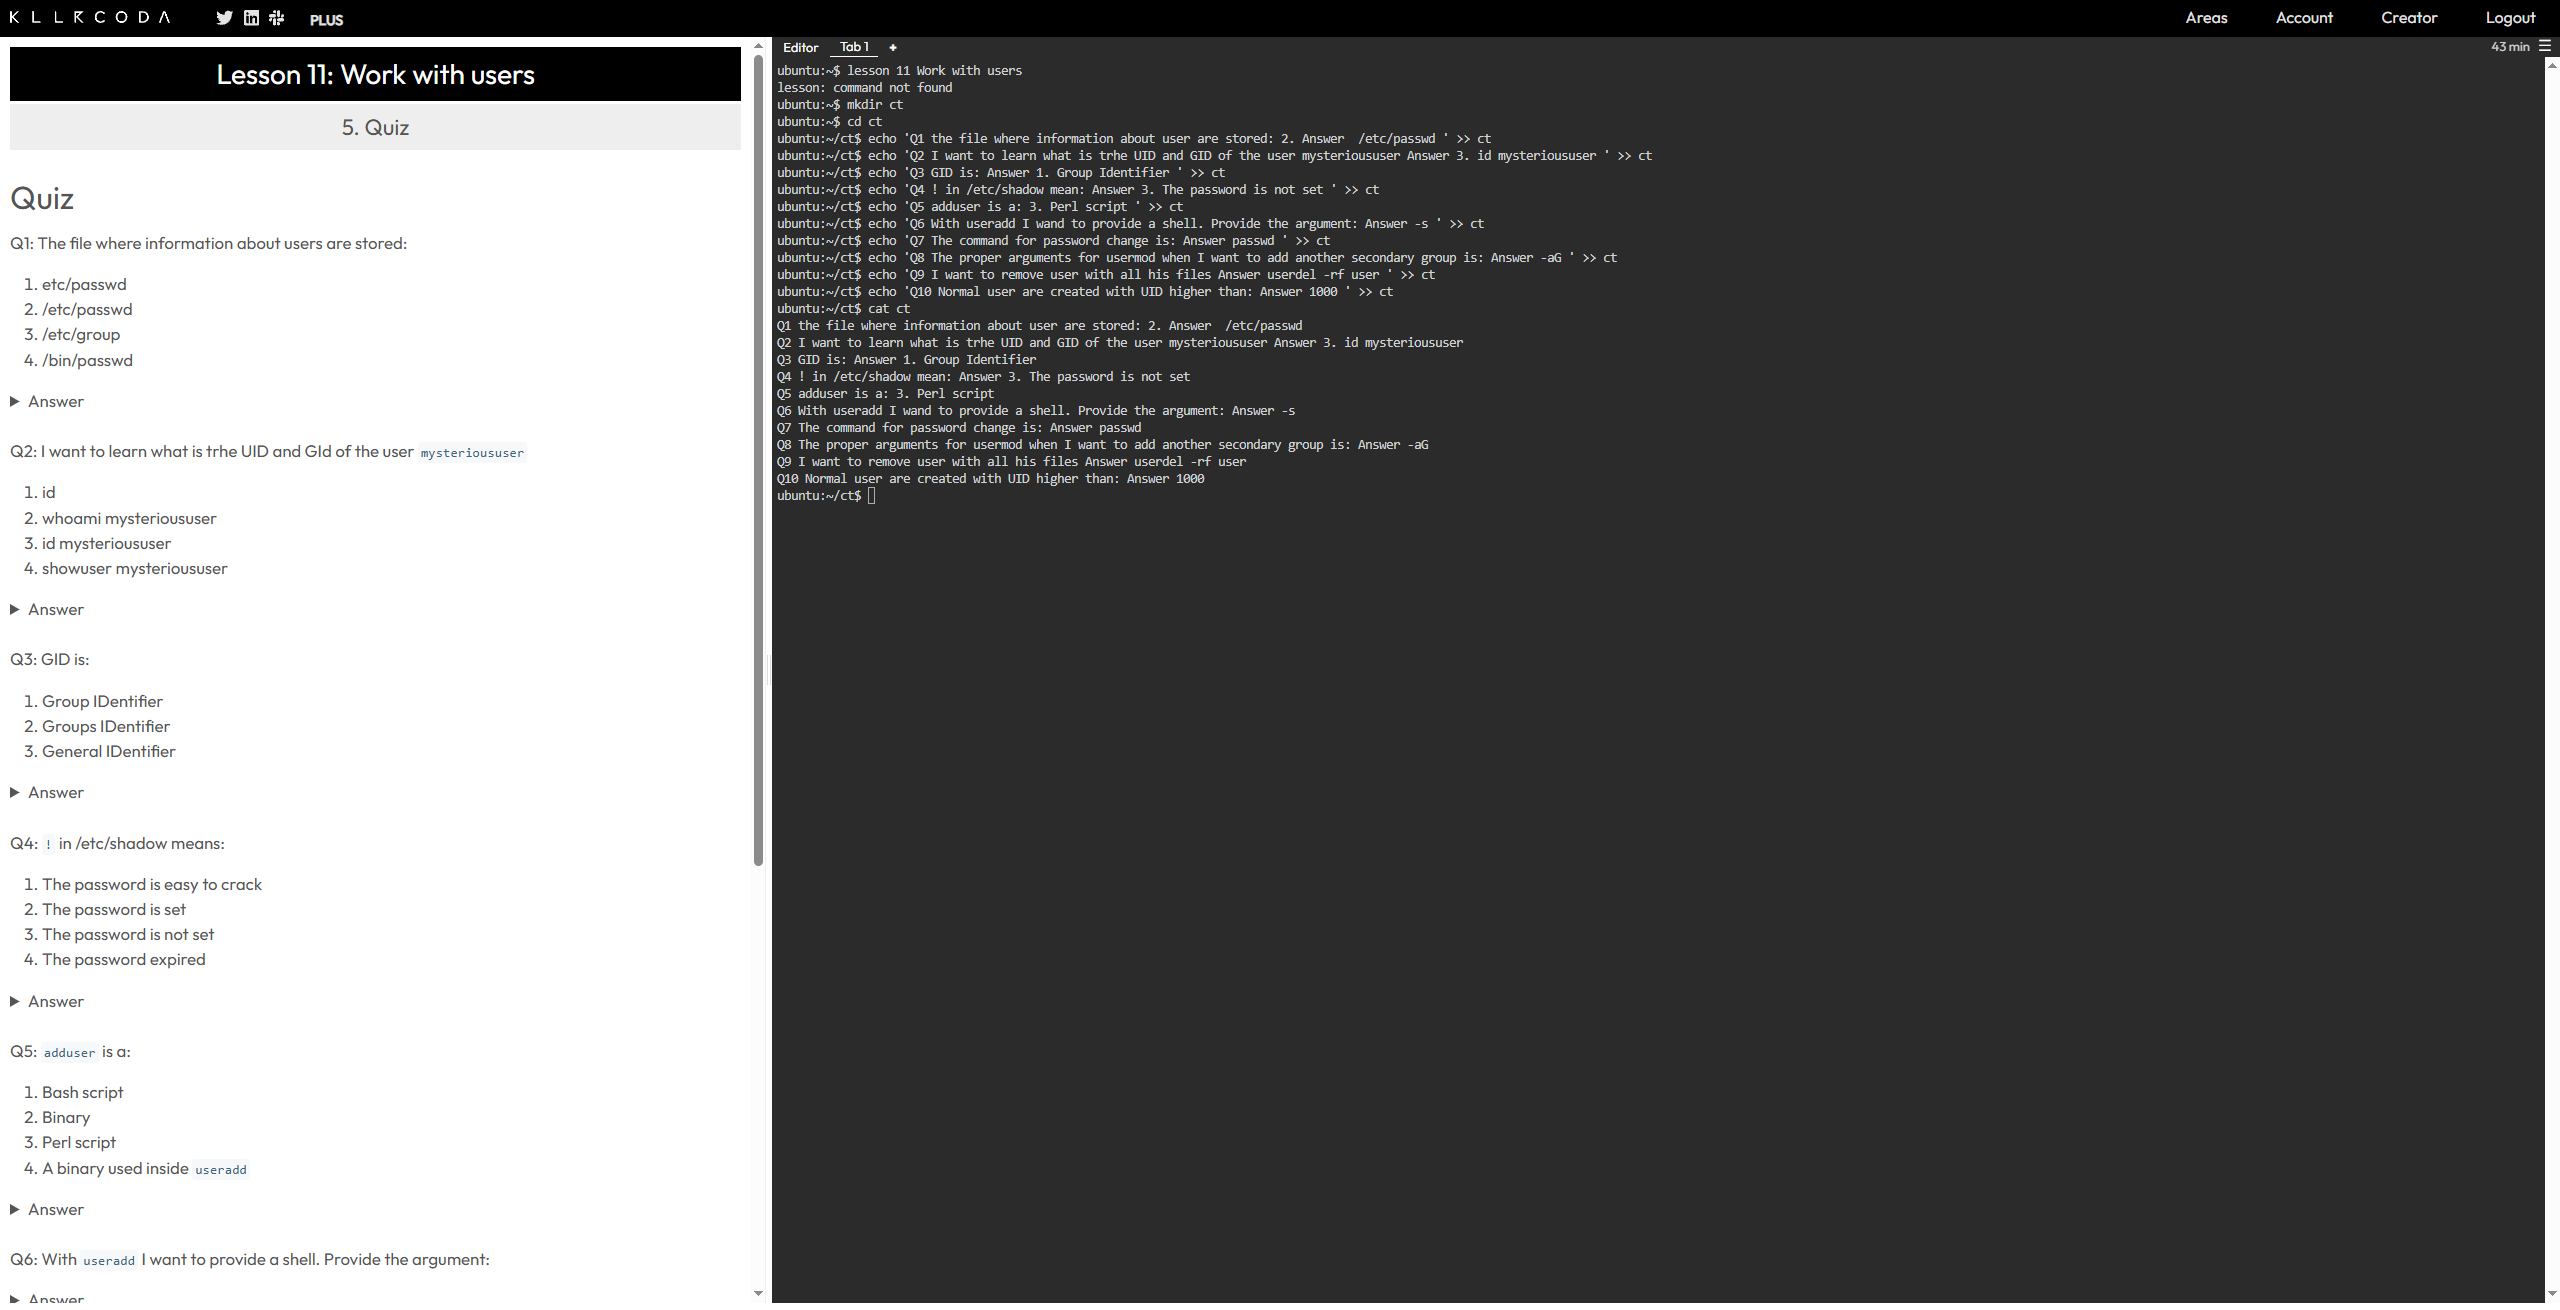 KLLRCODA PLUS Areas Account Creator Logout
Lesson 11: Work with users
5. Quiz
Quiz
Q1: The file where information about users are stored:
1. etc/passwd
2. /etc/passwd
3. /etc/group
4. /bin/passwd
Answer
Q2: I want to learn what is trhe UID and GId of the user mysterioususer
1. id
2. whoami mysterioususer
3. id mysterioususer
4. showuser mysterioususer
Answer
Q3: GID is:
1. Group IDentifier
2. Groups IDentifier
3. General IDentifier
Answer
Q4: ! in /etc/shadow means:
1. The password is easy to crack
2. The password is set
3. The password is not set
4. The password expired
Answer
Q5: adduser is a:
1. Bash script
2. Binary
3. Perl script
4. A binary used inside useradd
Answer
Q6: With useradd I want to provide a shell. Provide the argument:
Answer
Editor Tab 1 + 43 min
ubuntu:~$ lesson 11 Work with users
lesson: command not found
ubuntu:~$ mkdir ct
ubuntu:~$ cd ct
ubuntu:~/ct$ echo 'Q1 the file where information about user are stored: 2. Answer  /etc/passwd ' >> ct
ubuntu:~/ct$ echo 'Q2 I want to learn what is trhe UID and GID of the user mysterioususer Answer 3. id mysterioususer ' >> ct
ubuntu:~/ct$ echo 'Q3 GID is: Answer 1. Group Identifier ' >> ct
ubuntu:~/ct$ echo 'Q4 ! in /etc/shadow mean: Answer 3. The password is not set ' >> ct
ubuntu:~/ct$ echo 'Q5 adduser is a: 3. Perl script ' >> ct
ubuntu:~/ct$ echo 'Q6 With useradd I wand to provide a shell. Provide the argument: Answer -s ' >> ct
ubuntu:~/ct$ echo 'Q7 The command for password change is: Answer passwd ' >> ct
ubuntu:~/ct$ echo 'Q8 The proper arguments for usermod when I want to add another secondary group is: Answer -aG ' >> ct
ubuntu:~/ct$ echo 'Q9 I want to remove user with all his files Answer userdel -rf user ' >> ct
ubuntu:~/ct$ echo 'Q10 Normal user are created with UID higher than: Answer 1000 ' >> ct
ubuntu:~/ct$ cat ct
Q1 the file where information about user are stored: 2. Answer  /etc/passwd
Q2 I want to learn what is trhe UID and GID of the user mysterioususer Answer 3. id mysterioususer
Q3 GID is: Answer 1. Group Identifier
Q4 ! in /etc/shadow mean: Answer 3. The password is not set
Q5 adduser is a: 3. Perl script
Q6 With useradd I wand to provide a shell. Provide the argument: Answer -s
Q7 The command for password change is: Answer passwd
Q8 The proper arguments for usermod when I want to add another secondary group is: Answer -aG
Q9 I want to remove user with all his files Answer userdel -rf user
Q10 Normal user are created with UID higher than: Answer 1000
ubuntu:~/ct$